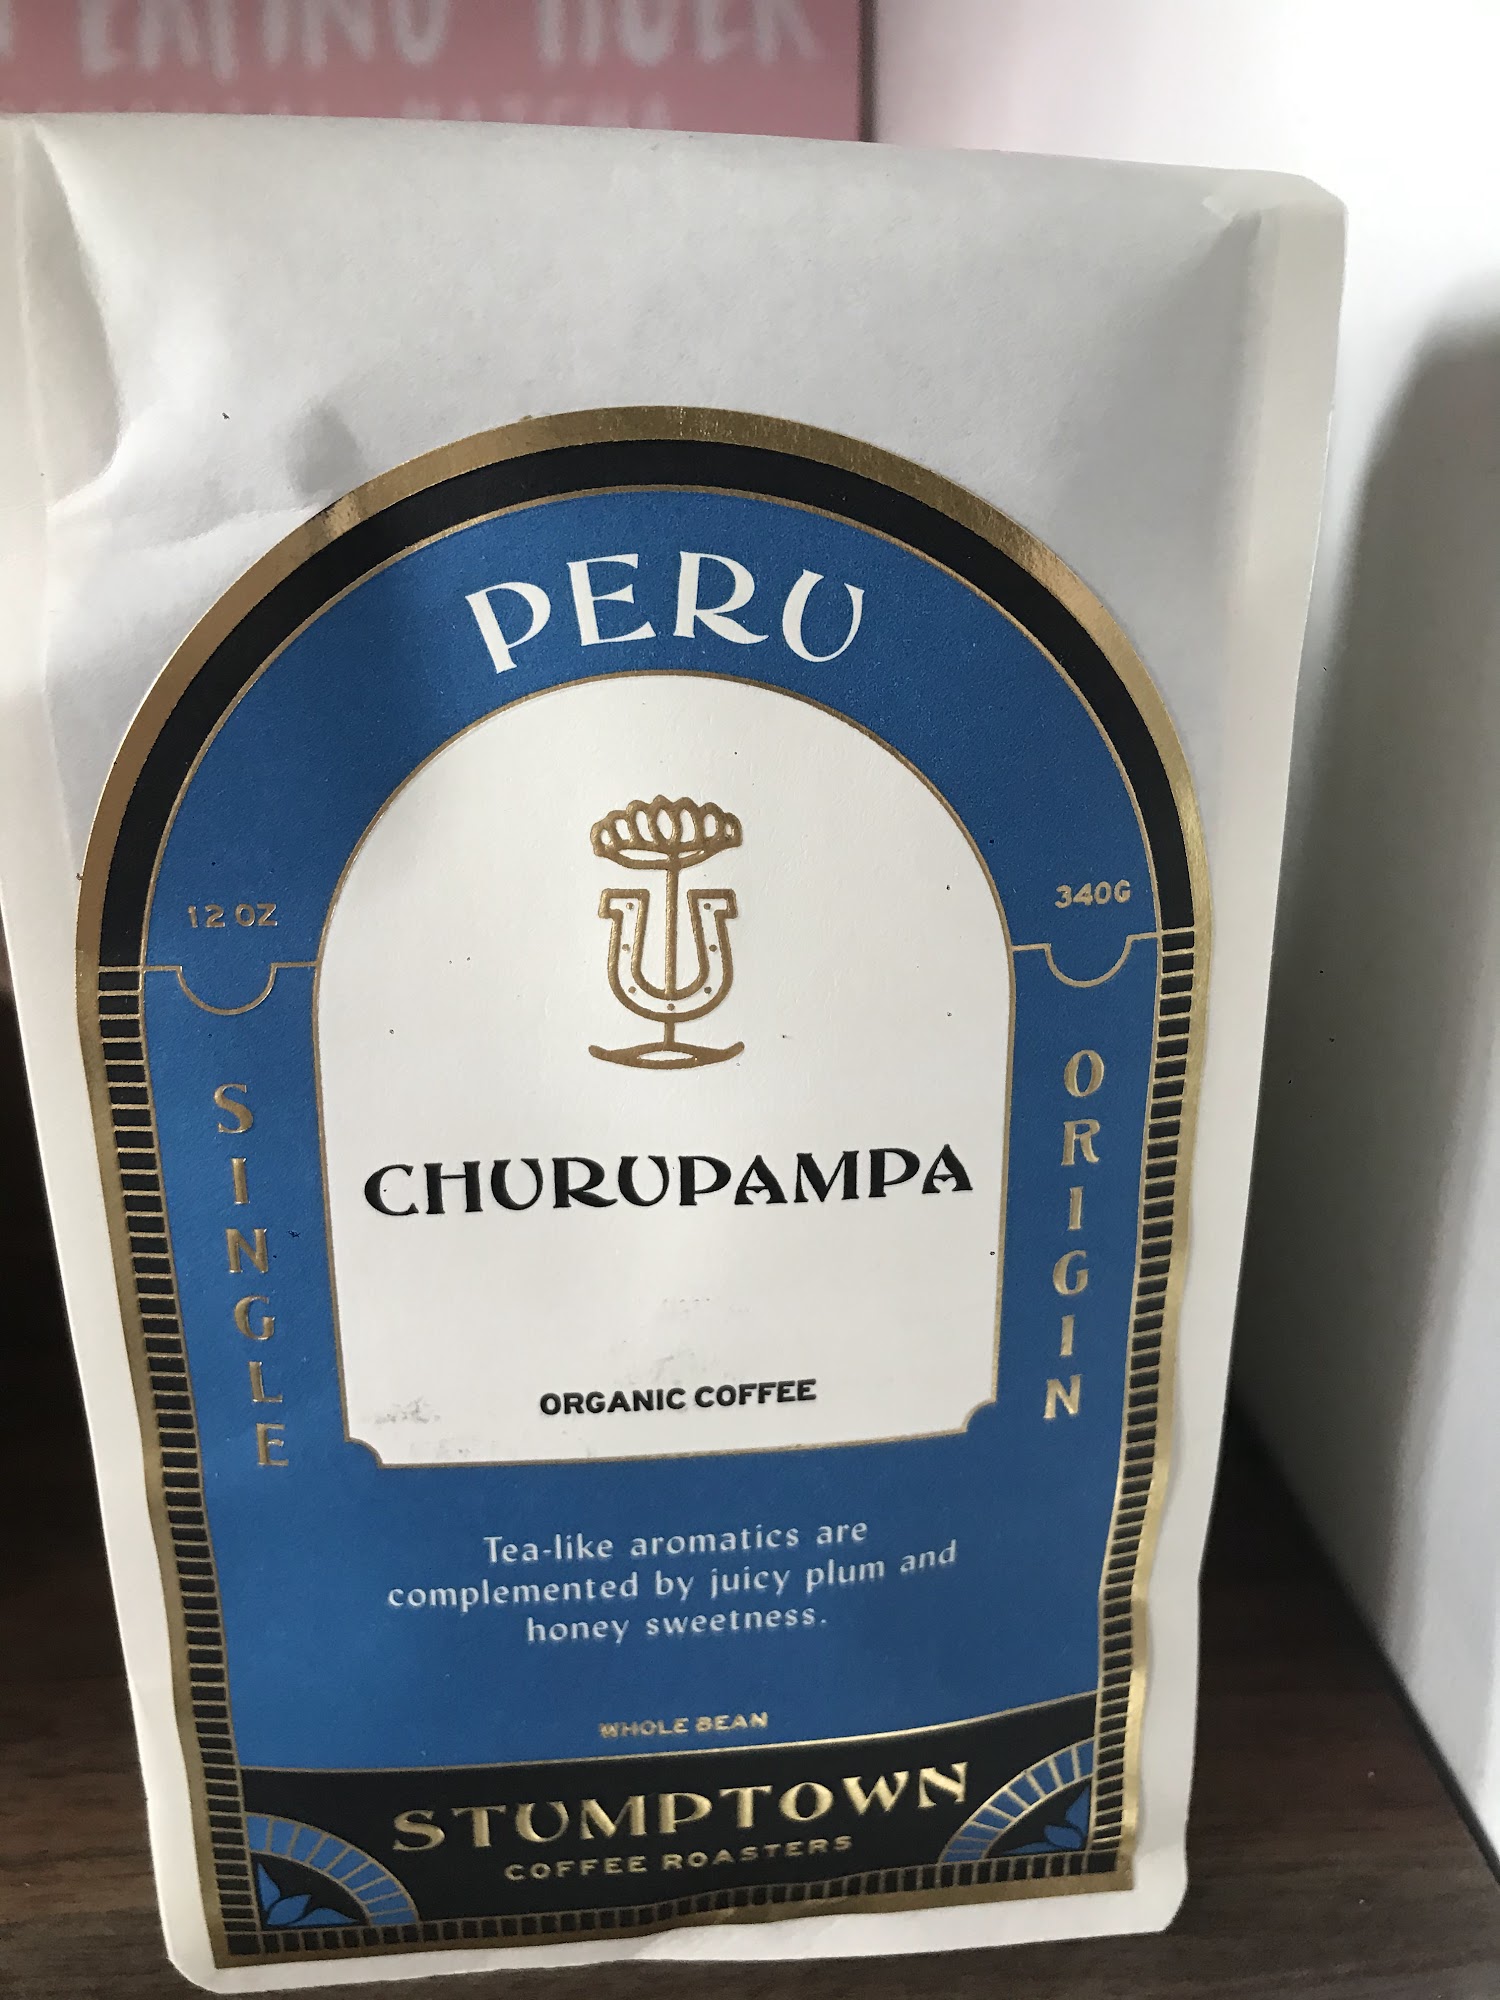 MATCHA
PERU
12 OZ
340G
SINGLE
ORIGIN
CHURUPAMPA
ORGANIC COFFEE
Tea-like aromatics are
complemented by juicy plum and
honey sweetness.
WHOLE BEAN
STUMPTOWN
COFFEE ROASTERS